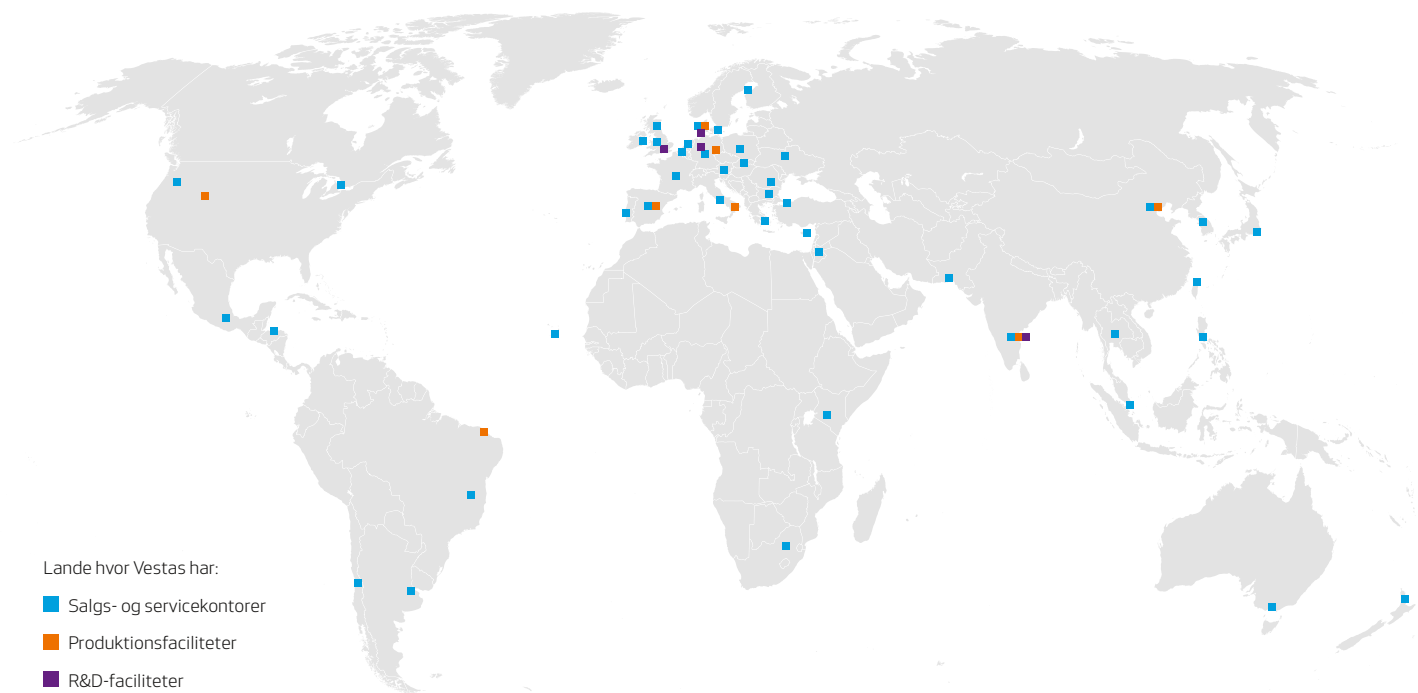 Lande hvor Vestas har:
Salgs- og servicekontorer
Produktionsfaciliteter
R&D-faciliteter